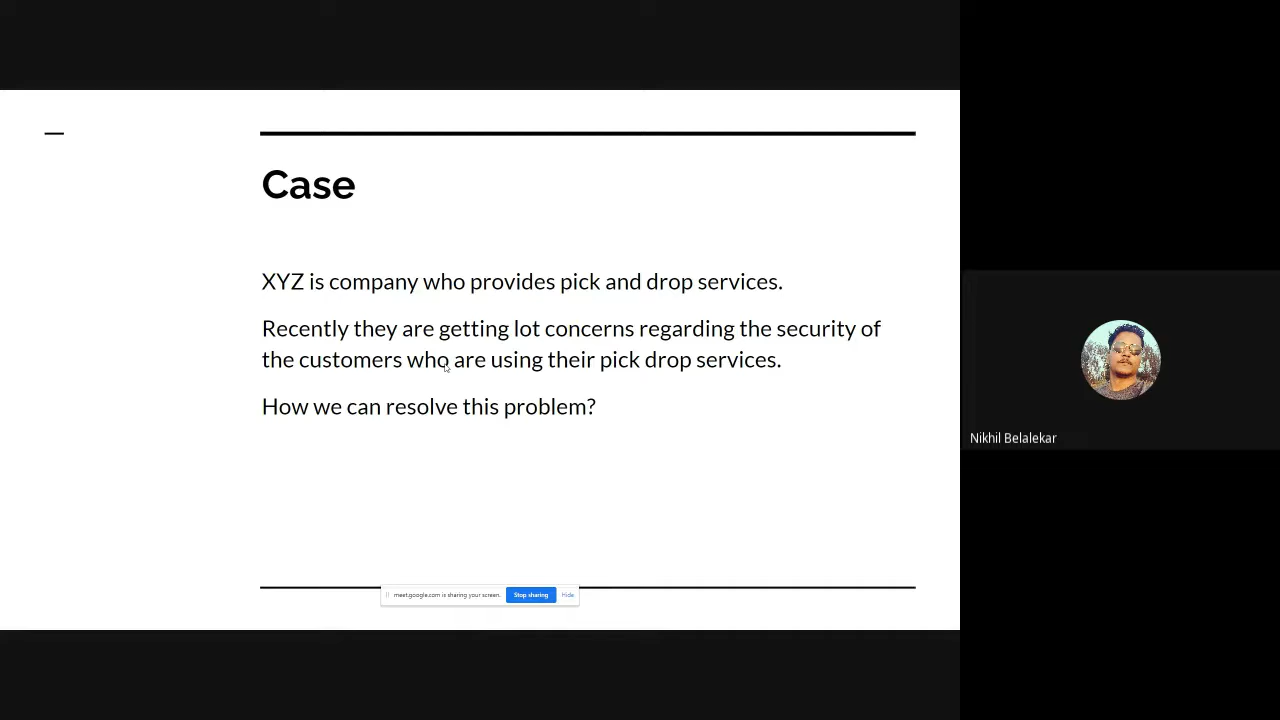 Case
XYZ is company who provides pick and drop services.
Recently they are getting lot concerns regarding the security of
the customers who are using their pick drop services.
How we can resolve this problem?
meet.google.com is sharing your screen.
Stop sharing
Hide
Nikhil Belalekar